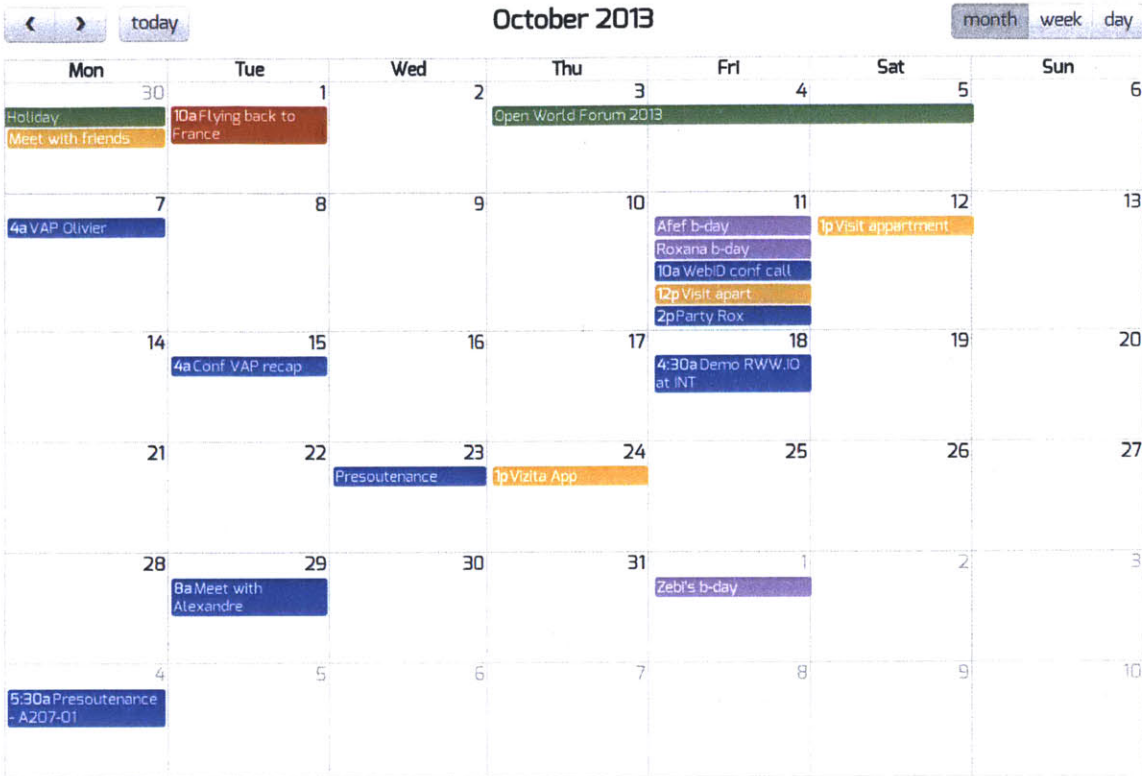 ‹ › today October 2013 month week day
Mon Tue Wed Thu Fri Sat Sun
30 1 2 3 4 5 6
Holiday
Meet with friends
10a Flying back to
France
Open World Forum 2013
7 8 9 10 11 12 13
4a VAP Olivier
Afef b-day
Roxana b-day
10a WebID conf call
12p Visit apart
2p Party Rox
1p Visit appartment
14 15 16 17 18 19 20
4a Conf VAP recap
4:30a Demo RWW.IO
at INT
21 22 23 24 25 26 27
Presoutenance
1p Vizita App
28 29 30 31 1 2 3
8a Meet with
Alexandre
Zebi's b-day
4 5 6 7 8 9 10
5:30a Presoutenance
- A207-01